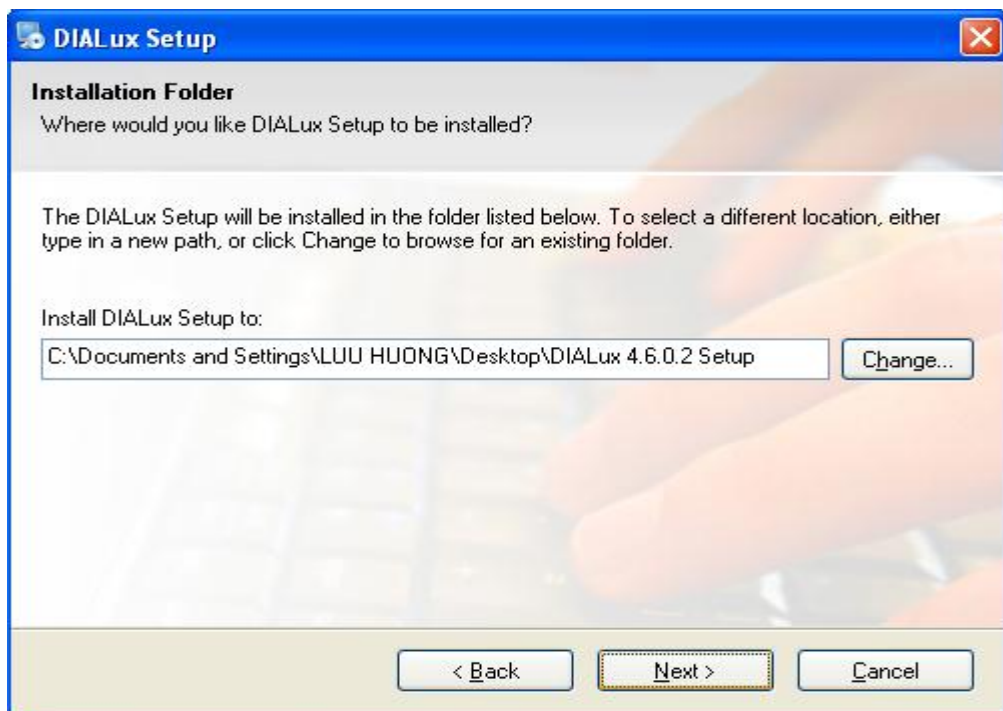 DIALux Setup
Installation Folder
Where would you like DIALux Setup to be installed?
The DIALux Setup will be installed in the folder listed below. To select a different location, either
type in a new path, or click Change to browse for an existing folder.
Install DIALux Setup to:
C:\Documents and Settings\LUU HUONG\Desktop\DIALux 4.6.0.2 Setup
Change...
< Back
Next >
Cancel